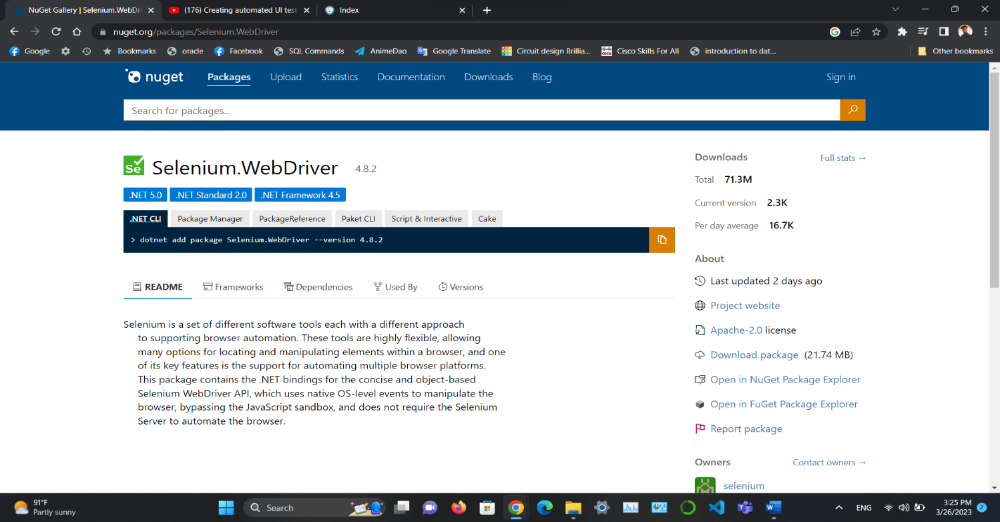 NuGet Gallery | Selenium.WebDri
(176) Creating automated UI test
Index
nuget.org/packages/Selenium.WebDriver
Google
Bookmarks
oracle
Facebook
SQL Commands
AnimeDao
Google Translate
Circuit design Brillia...
Cisco Skills For All
introduction to dat...
Other bookmarks
nuget
Packages
Upload
Statistics
Documentation
Downloads
Blog
Sign in
Search for packages...
Se
Selenium.WebDriver 4.8.2
.NET 5.0
.NET Standard 2.0
.NET Framework 4.5
.NET CLI
Package Manager
PackageReference
Paket CLI
Script & Interactive
Cake
> dotnet add package Selenium.WebDriver --version 4.8.2
README
Frameworks
Dependencies
Used By
Versions
Selenium is a set of different software tools each with a different approach
to supporting browser automation. These tools are highly flexible, allowing
many options for locating and manipulating elements within a browser, and one
of its key features is the support for automating multiple browser platforms.
This package contains the .NET bindings for the concise and object-based
Selenium WebDriver API, which uses native OS-level events to manipulate the
browser, bypassing the JavaScript sandbox, and does not require the Selenium
Server to automate the browser.
Downloads
Full stats →
Total 71.3M
Current version 2.3K
Per day average 16.7K
About
Last updated 2 days ago
Project website
Apache-2.0 license
Download package (21.74 MB)
Open in NuGet Package Explorer
Open in FuGet Package Explorer
Report package
Owners
Contact owners →
selenium
91°F
Partly sunny
Search
ENG
3:25 PM
3/26/2023
2